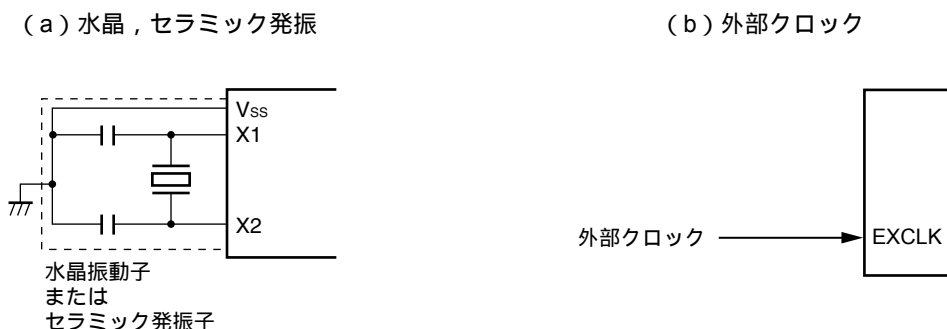 （a）水晶，セラミック発振
（b）外部クロック
VSS
X1
X2
水晶振動子
または
セラミック発振子
外部クロック
EXCLK